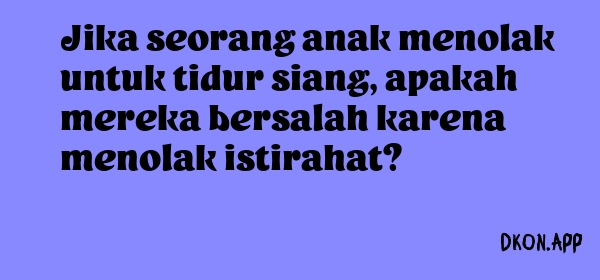 Jika seorang anak menolak
untuk tidur siang, apakah
mereka bersalah karena
menolak istirahat?
DKON.APP